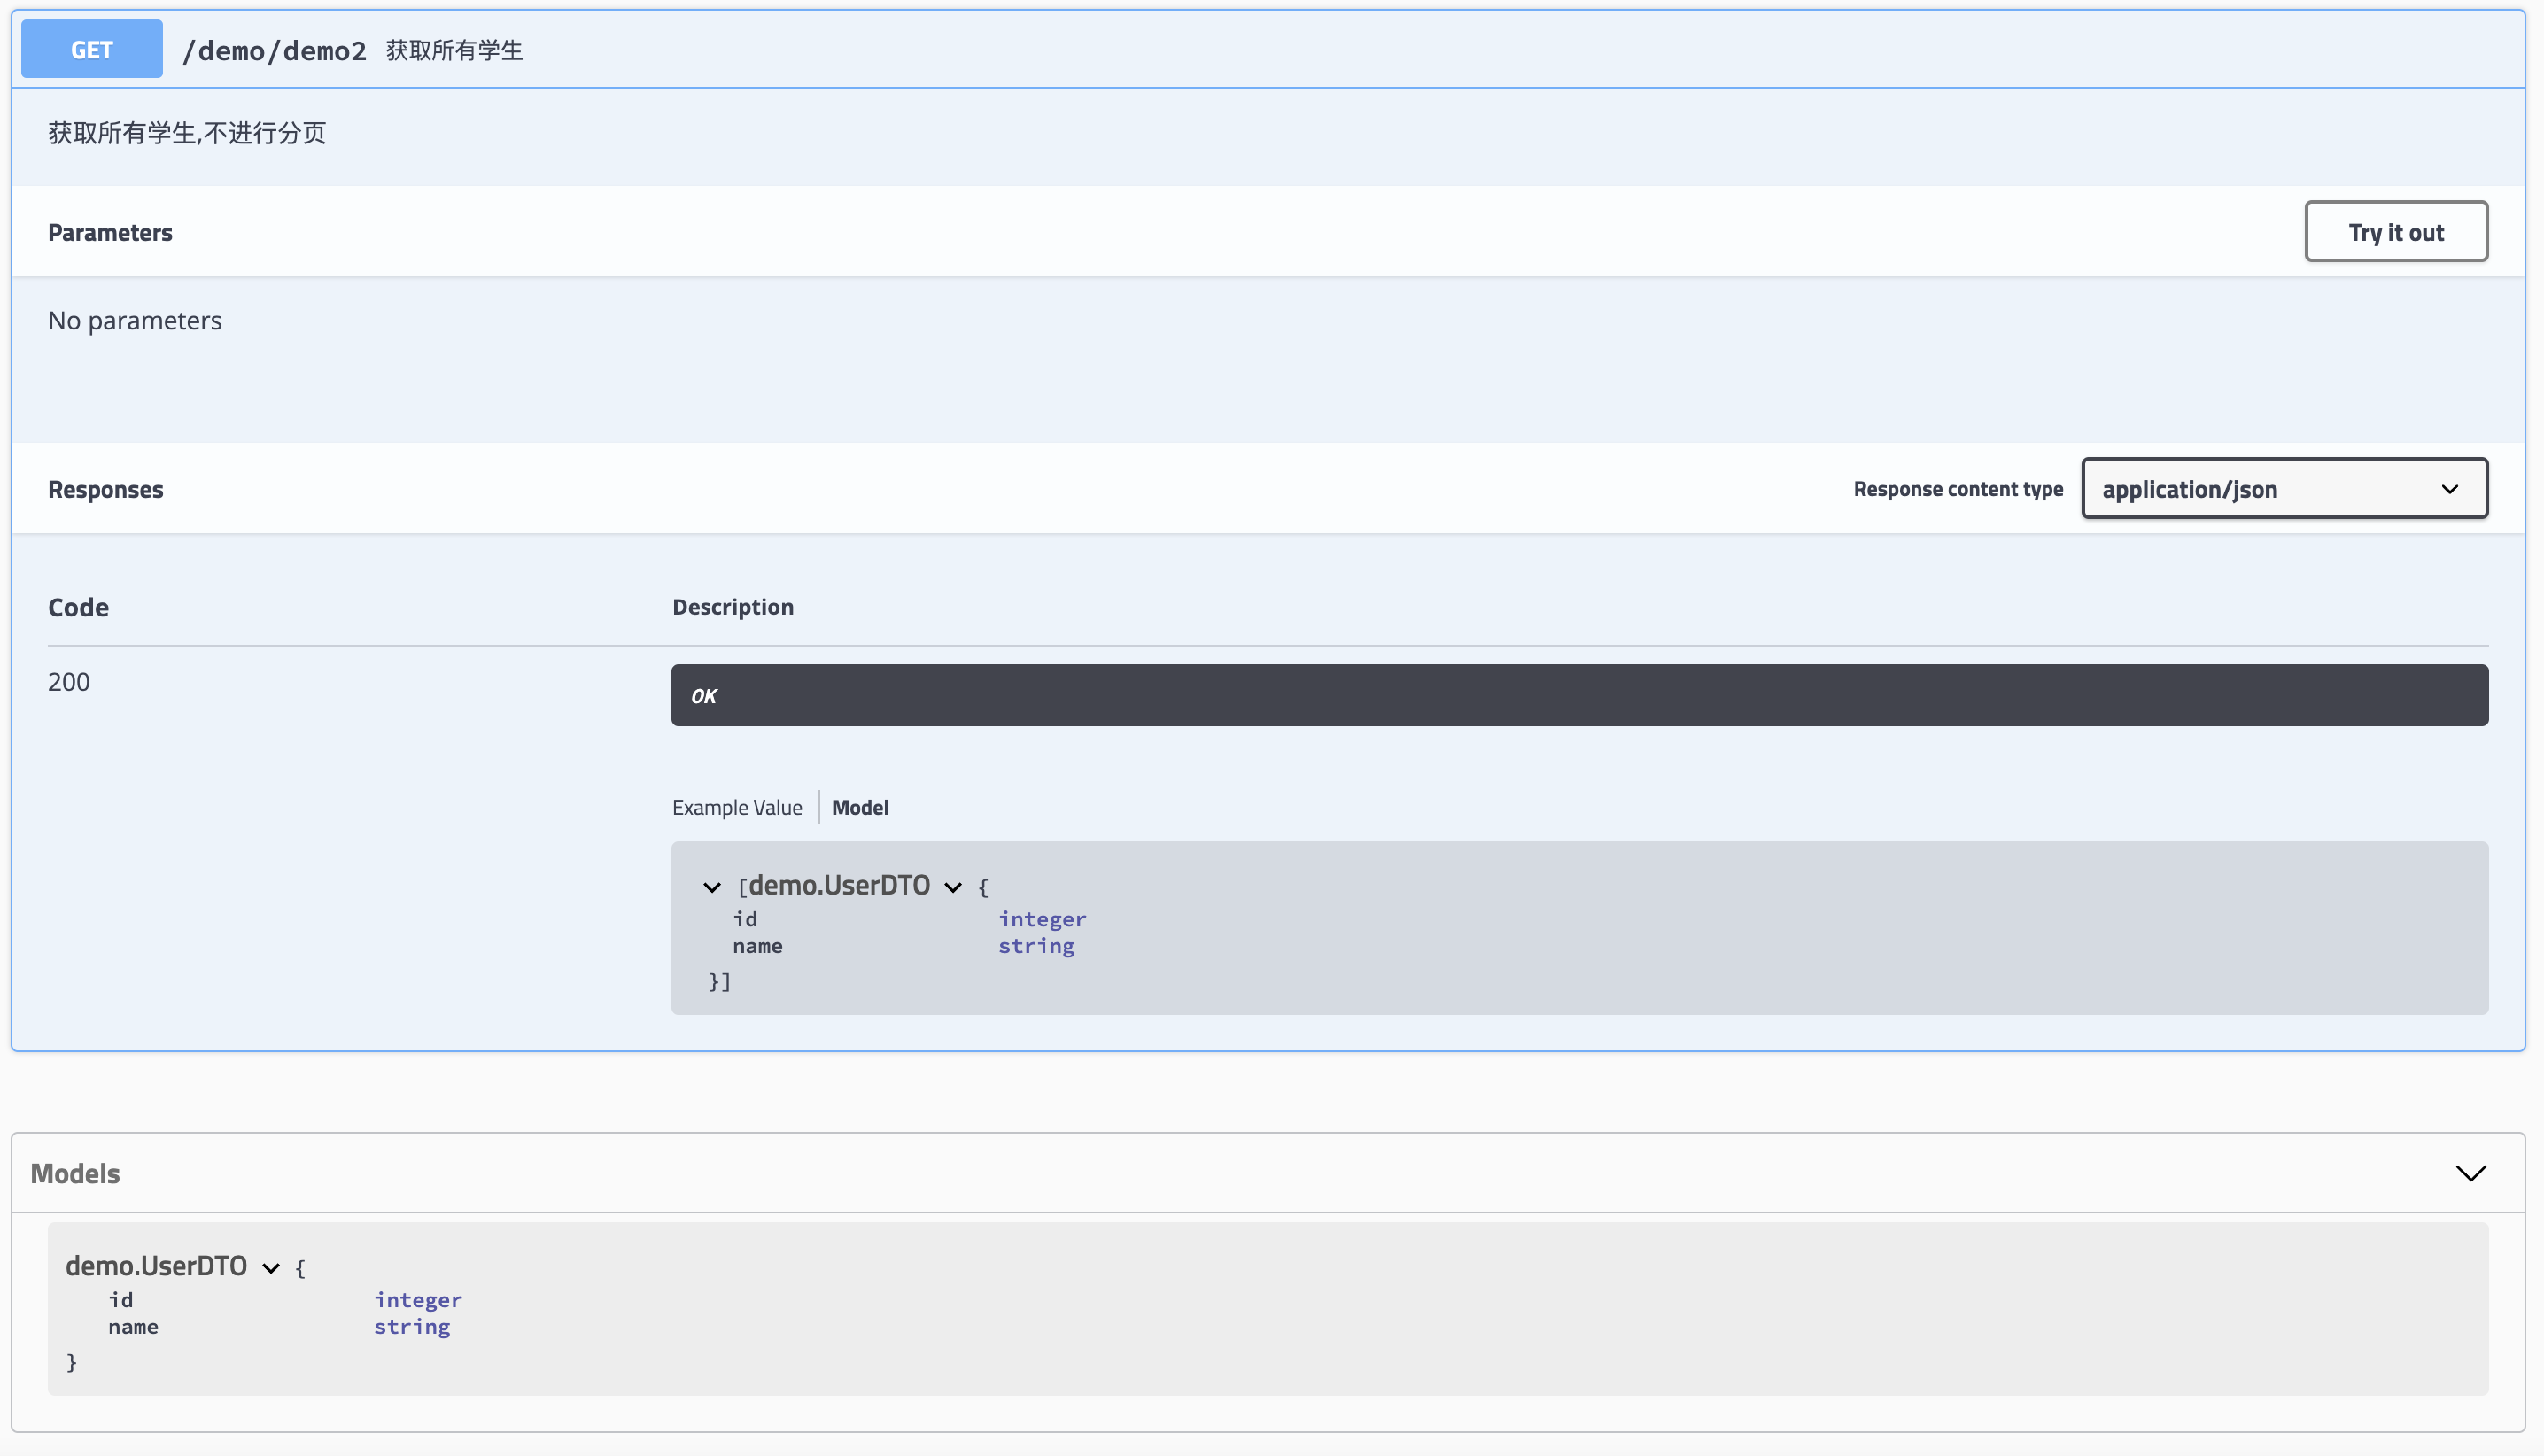 GET /demo/demo2 获取所有学生
获取所有学生,不进行分页
Parameters Try it out
No parameters
Responses Response content type application/json
Code Description
200 OK
Example Value Model
[demo.UserDTO {
id integer
name string
}]
Models
demo.UserDTO {
id integer
name string
}